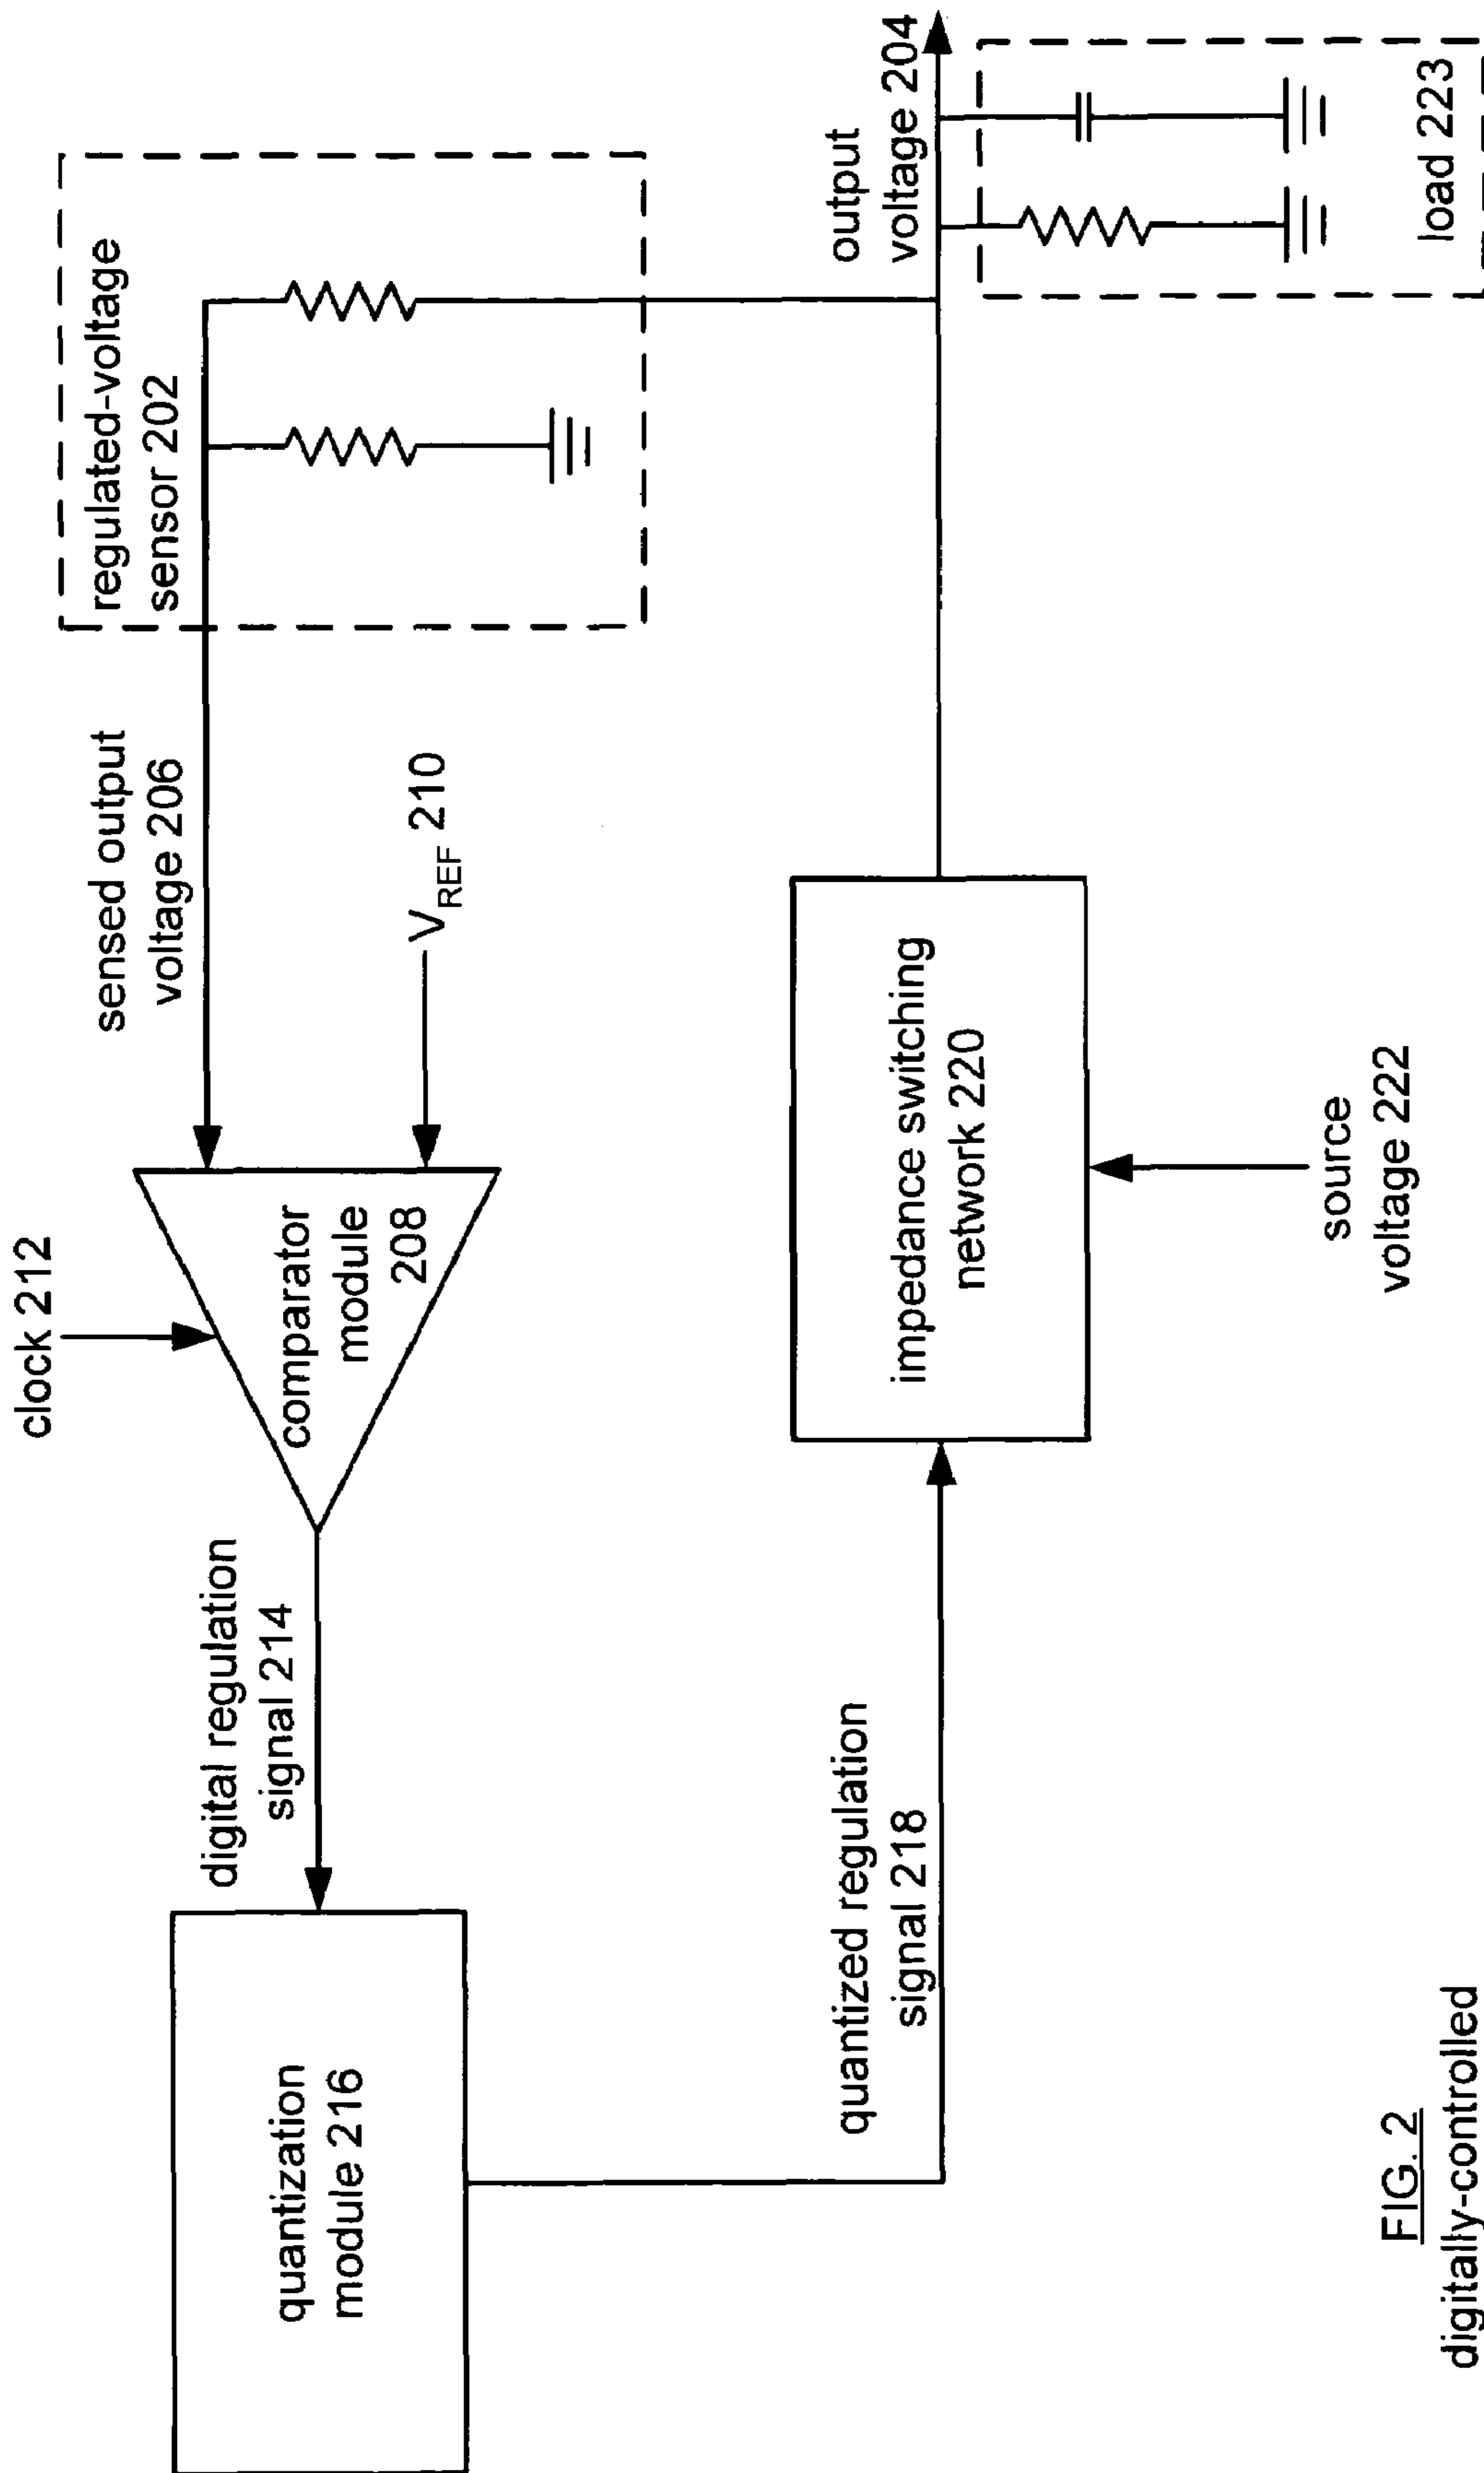 clock 212
digital regulation
signal 214
comparator
module
208
sensed output
voltage 206
V_REF 210
regulated-voltage
sensor 202
quantization
module 216
quantized regulation
signal 218
impedance switching
network 220
source
voltage 222
output
voltage 204
load 223
FIG. 2
digitally-controlled